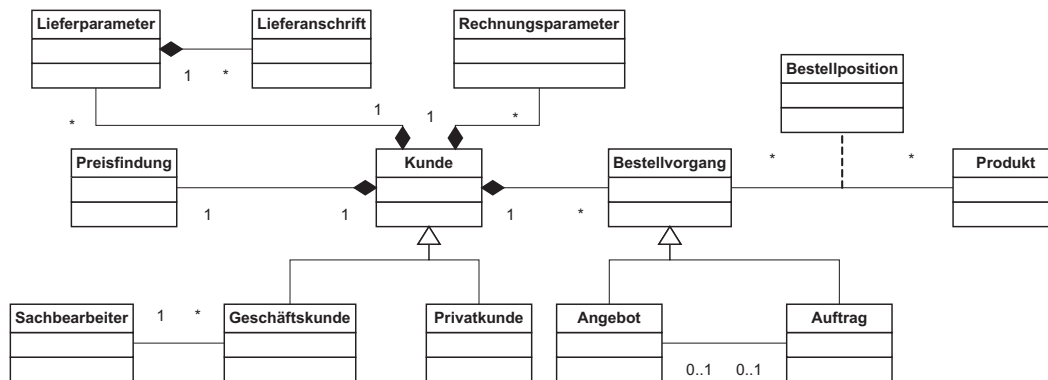 Lieferparameter
Lieferanschrift
Rechnungsparameter
1
*
Bestellposition
*
1
1
*
Preisfindung
Kunde
Bestellvorgang
*
*
Produkt
1
1
1
*
Sachbearbeiter
1
*
Geschäftskunde
Privatkunde
Angebot
Auftrag
0..1
0..1